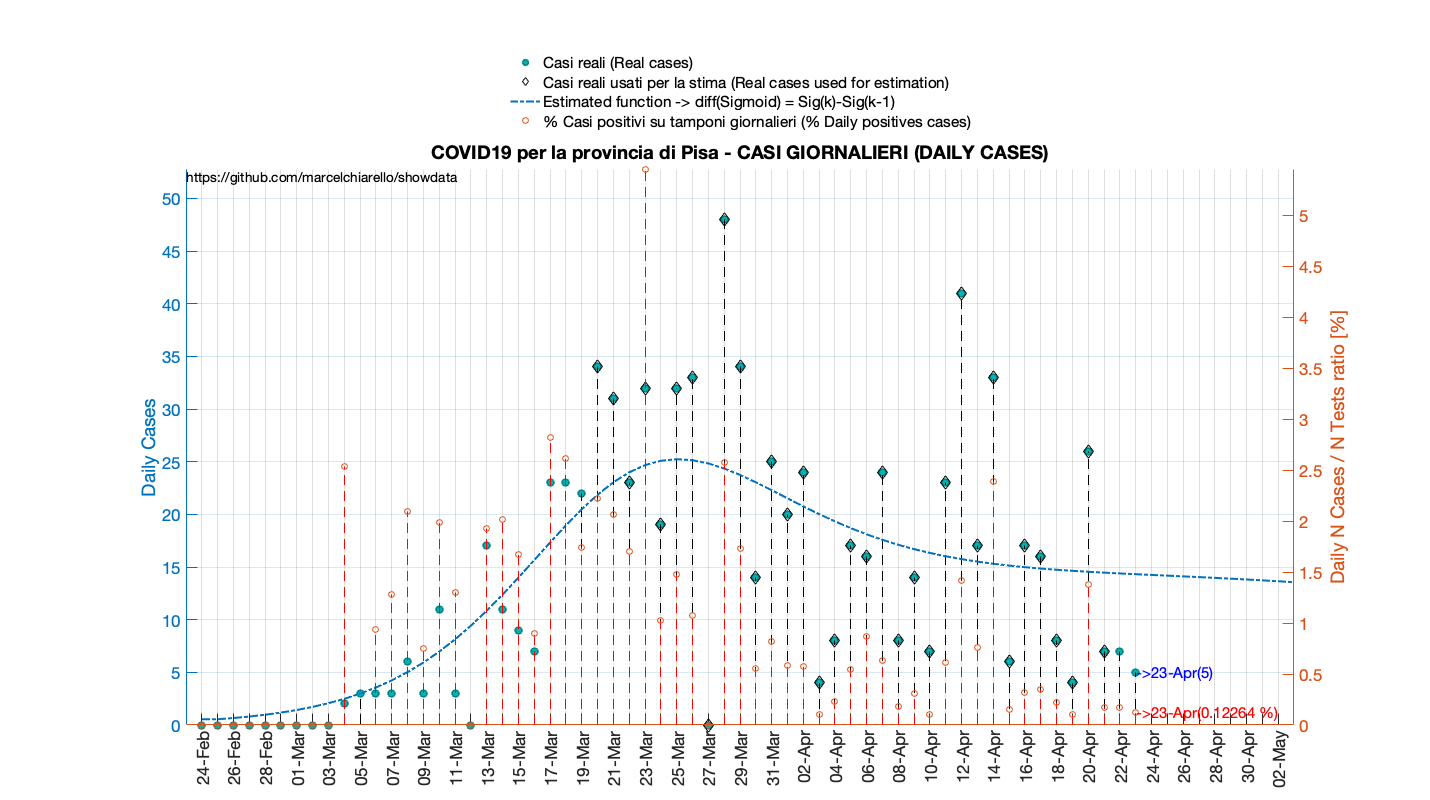 Casi reali (Real cases)
Casi reali usati per la stima (Real cases used for estimation)
Estimated function -> diff(Sigmoid) = Sig(k)-Sig(k-1)
% Casi positivi su tamponi giornalieri (% Daily positives cases)
COVID19 per la provincia di Pisa - CASI GIORNALIERI (DAILY CASES)
https://github.com/marcelchiarello/showdata
Daily Cases
50
45
40
35
30
25
20
15
10
5
0
Daily N Cases / N Tests ratio [%]
5
4.5
4
3.5
3
2.5
2
1.5
1
0.5
0
->23-Apr(5)
->23-Apr(0.12264 %)
24-Feb
26-Feb
28-Feb
01-Mar
03-Mar
05-Mar
07-Mar
09-Mar
11-Mar
13-Mar
15-Mar
17-Mar
19-Mar
21-Mar
23-Mar
25-Mar
27-Mar
29-Mar
31-Mar
02-Apr
04-Apr
06-Apr
08-Apr
10-Apr
12-Apr
14-Apr
16-Apr
18-Apr
20-Apr
22-Apr
24-Apr
26-Apr
28-Apr
30-Apr
02-May